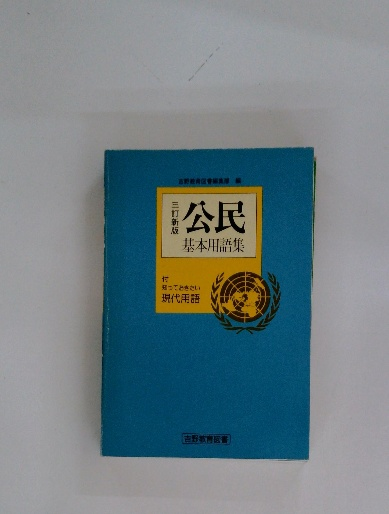 吉野教育図書編集部 編
三訂新版
公民
基本用語集
付
知っておきたい
現代用語
吉野教育図書